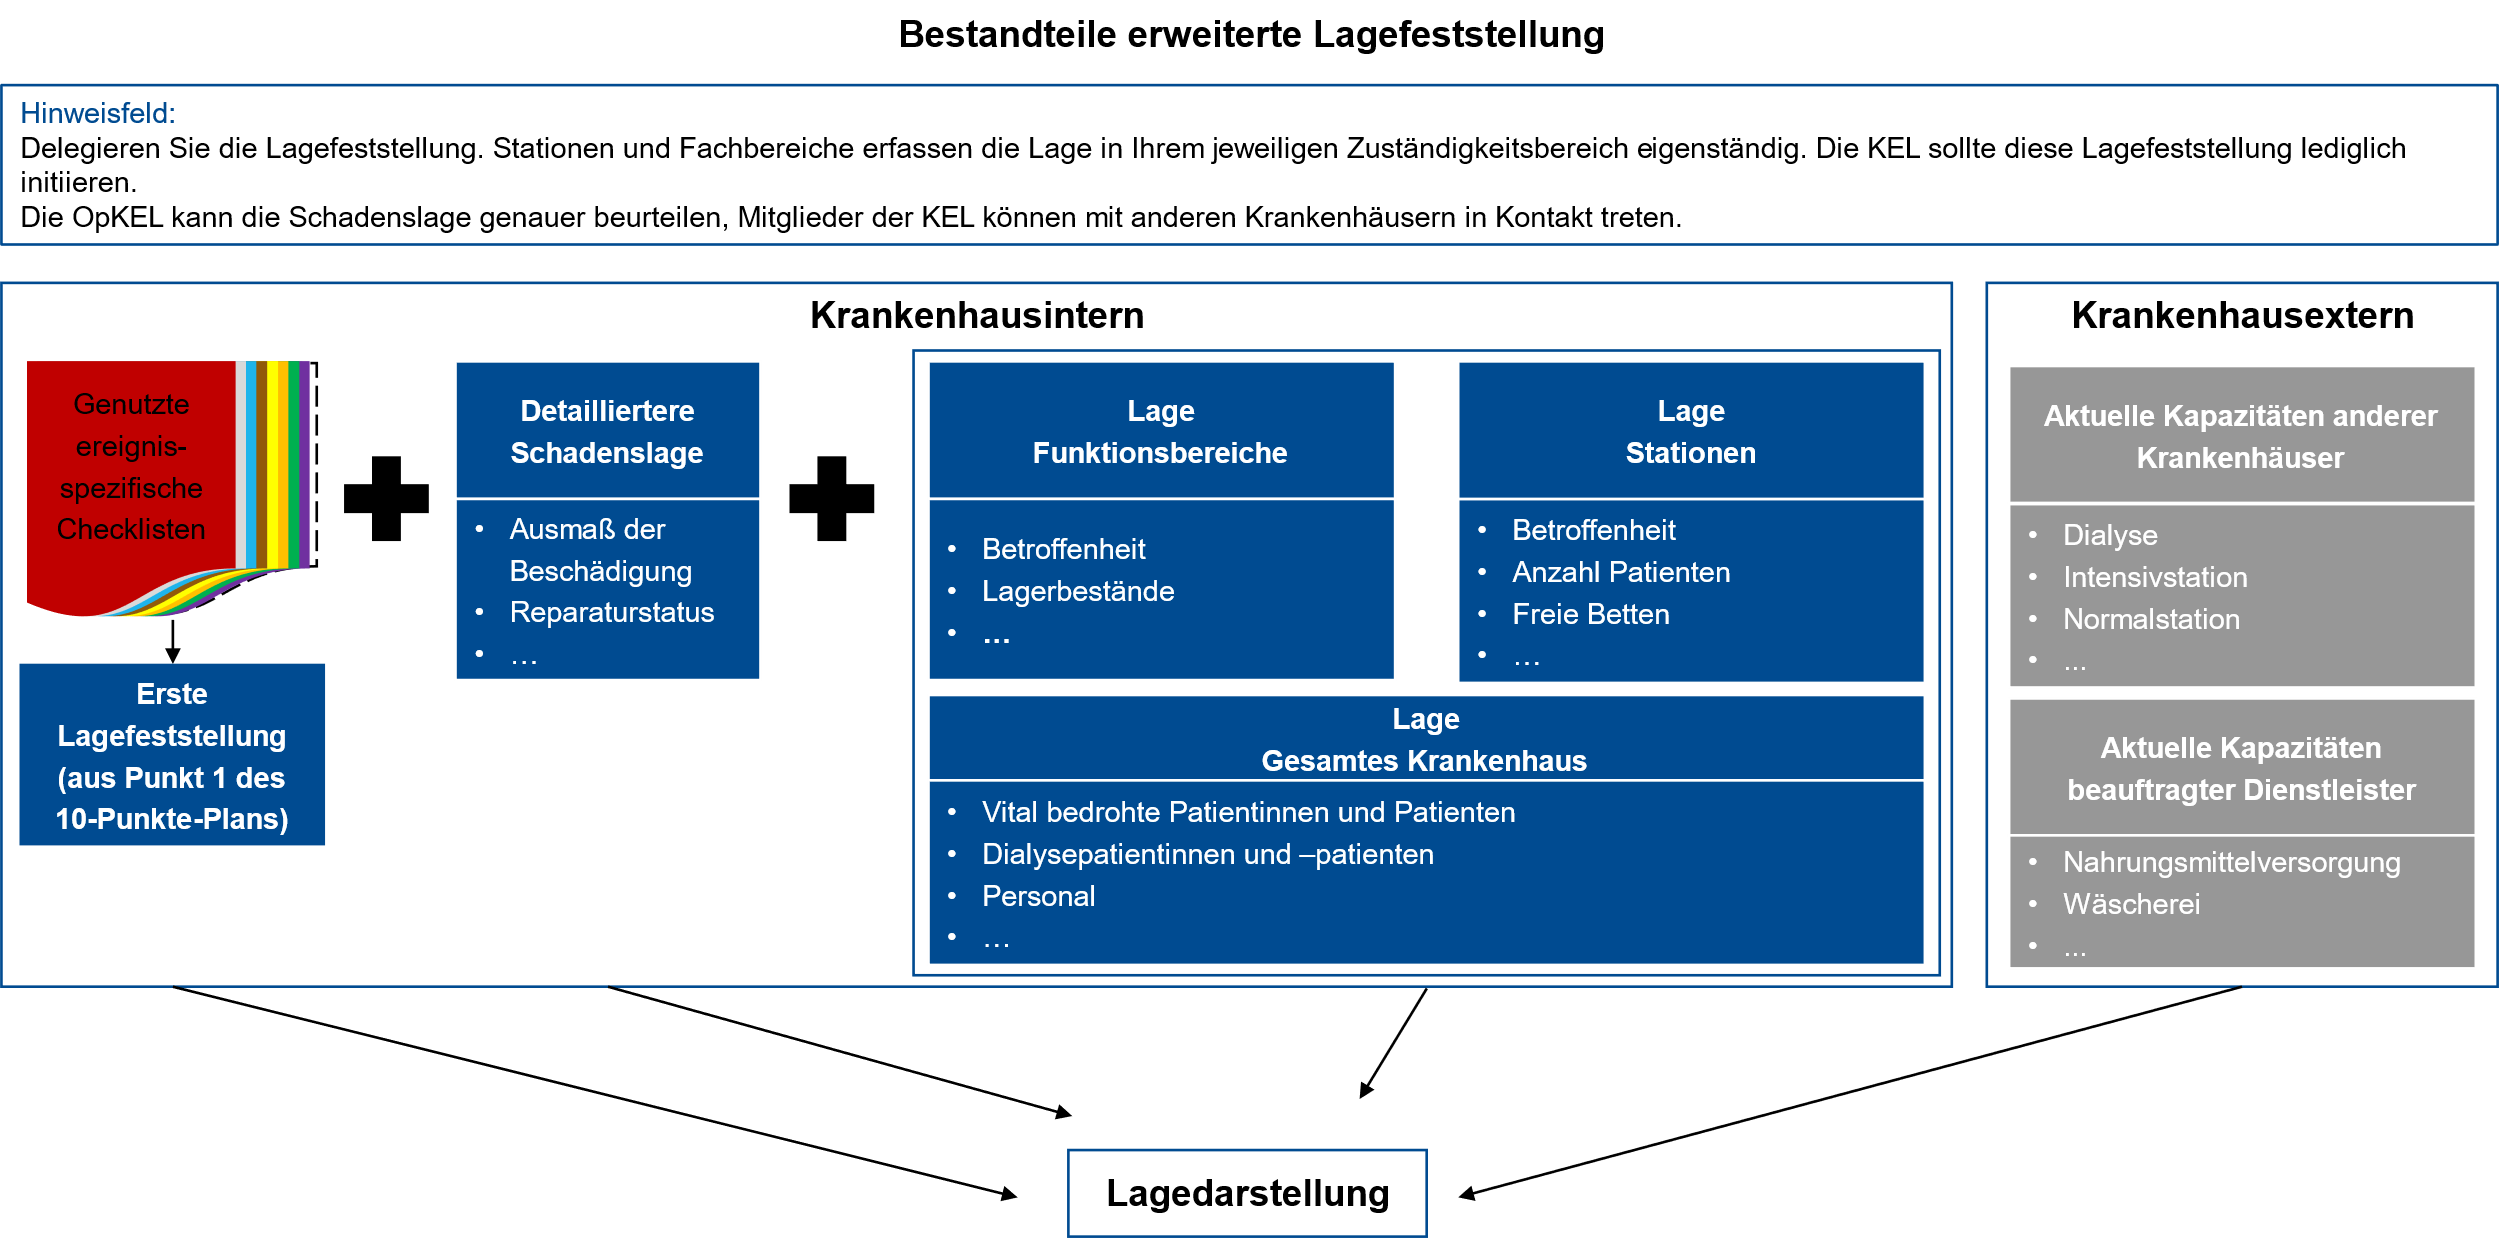 Bestandteile erweiterte Lagefeststellung
Hinweisfeld:
Delegieren Sie die Lagefeststellung. Stationen und Fachbereiche erfassen die Lage in Ihrem jeweiligen Zuständigkeitsbereich eigenständig. Die KEL sollte diese Lagefeststellung lediglich
initiieren.
Die OpKEL kann die Schadenslage genauer beurteilen, Mitglieder der KEL können mit anderen Krankenhäusern in Kontakt treten.
Krankenhausintern
Genutzte
ereignis-
spezifische
Checklisten
Erste
Lagefeststellung
(aus Punkt 1 des
10-Punkte-Plans)
Detailliertere
Schadenslage
• Ausmaß der
Beschädigung
• Reparaturstatus
• …
Lage
Funktionsbereiche
• Betroffenheit
• Lagerbestände
• …
Lage
Stationen
• Betroffenheit
• Anzahl Patienten
• Freie Betten
• …
Lage
Gesamtes Krankenhaus
• Vital bedrohte Patientinnen und Patienten
• Dialysepatientinnen und –patienten
• Personal
• …
Krankenhausextern
Aktuelle Kapazitäten anderer
Krankenhäuser
• Dialyse
• Intensivstation
• Normalstation
• ...
Aktuelle Kapazitäten
beauftragter Dienstleister
• Nahrungsmittelversorgung
• Wäscherei
• ...
Lagedarstellung